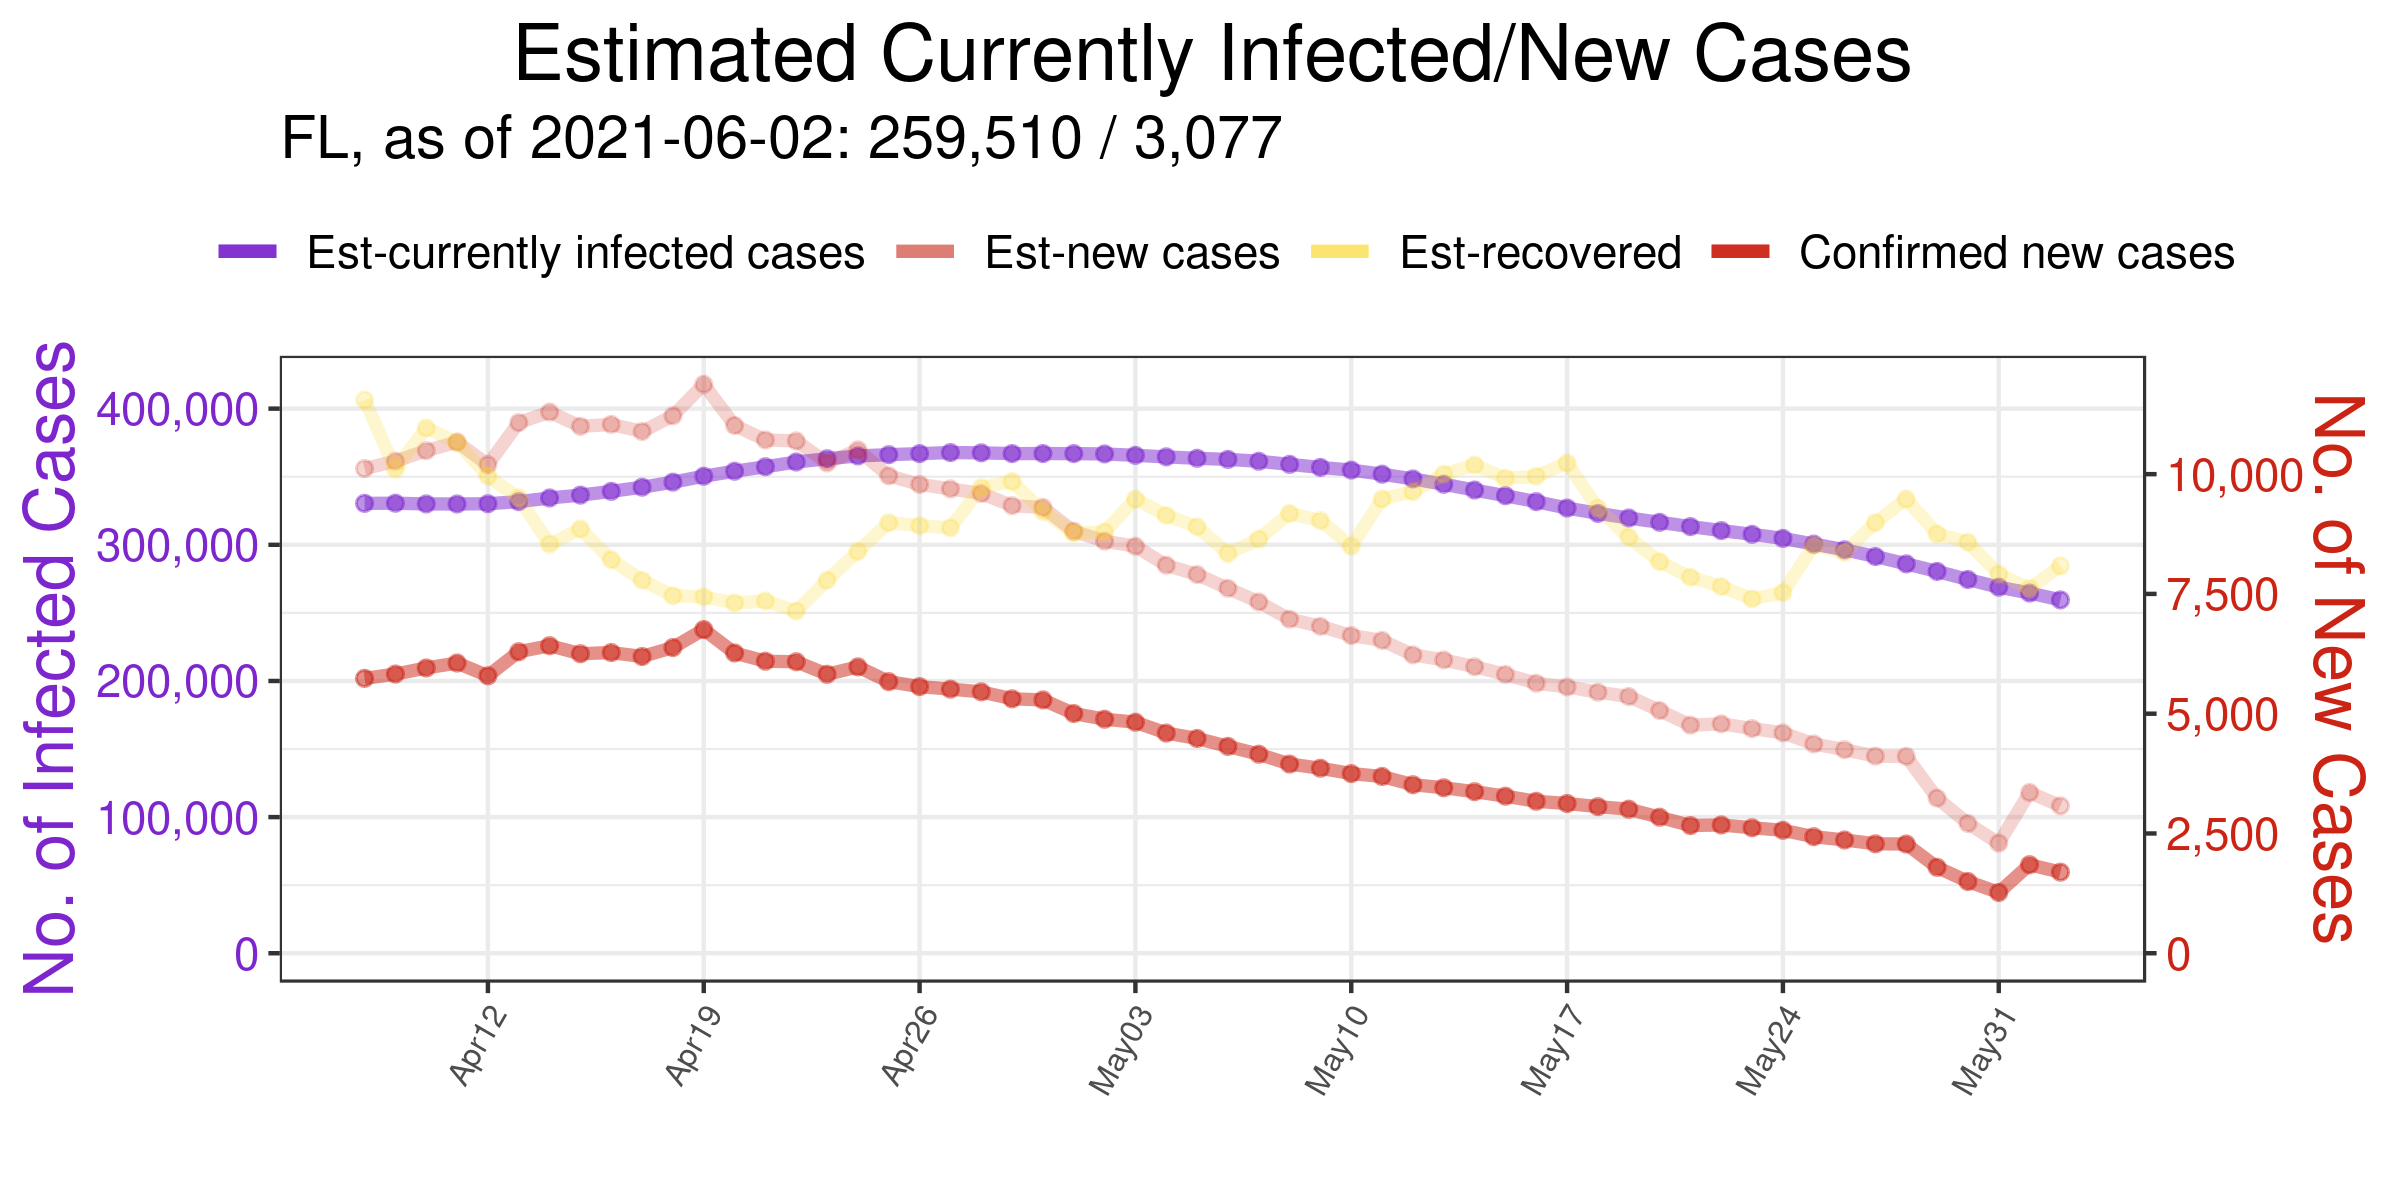 Estimated Currently Infected/New Cases
FL, as of 2021-06-02: 259,510 / 3,077
Est-currently infected cases Est-new cases Est-recovered Confirmed new cases
No. of Infected Cases
400,000
300,000
200,000
100,000
0
10,000
7,500
5,000
2,500
0
No. of New Cases
Apr12 Apr19 Apr26 May03 May10 May17 May24 May31